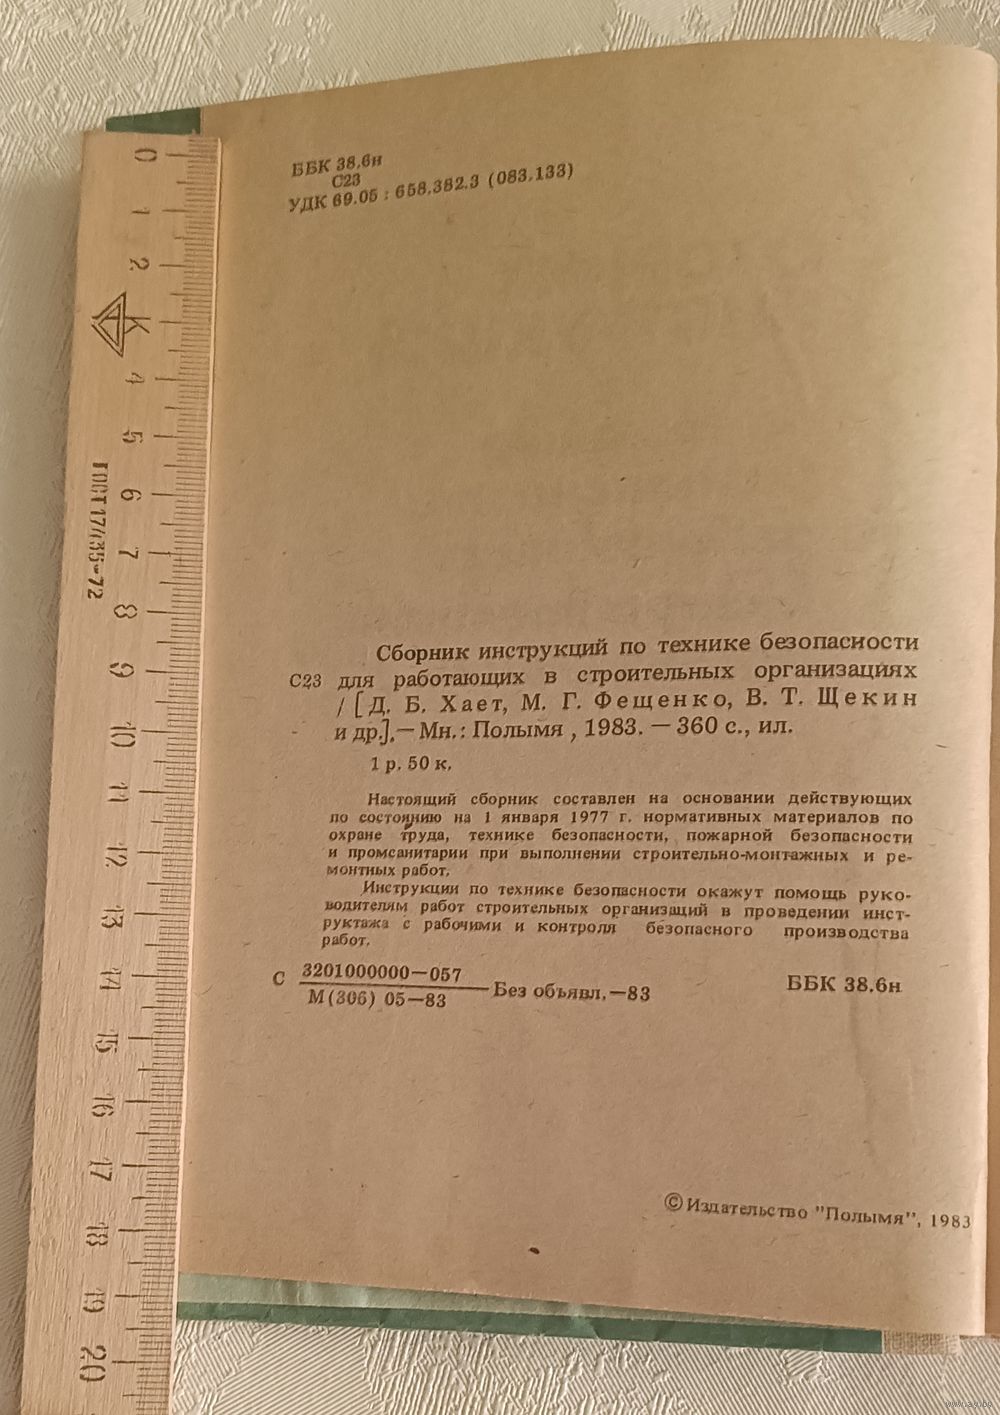 ББК 38.6н
С23
УДК 69.05 : 658.382.3 (083.133)
Сборник инструкций по технике безопасности
С23 для работающих в строительных организациях
/ [Д. Б. Хает, М. Г. Фещенко, В. Т. Щекин
и др.].— Мн.: Полымя , 1983. — 360 с., ил.
1 р. 50 к.
Настоящий сборник составлен на основании действующих
по состоянию на 1 января 1977 г. нормативных материалов по
охране труда, технике безопасности, пожарной безопасности
и промсанитарии при выполнении строительно-монтажных и ре-
монтных работ.
Инструкции по технике безопасности окажут помощь руко-
водителям работ строительных организаций в проведении инст-
руктажа с рабочими и контроля безопасного производства
работ.
С 3201000000—057
М(306) 05—83 Без объявл.—83 ББК 38.6н
© Издательство "Полымя", 1983
0
1
2
К
4
5
6
7
8
9
10
11
12
13
14
15
16
17
18
19
20
ГОСТ 17435-72
www.ay.by